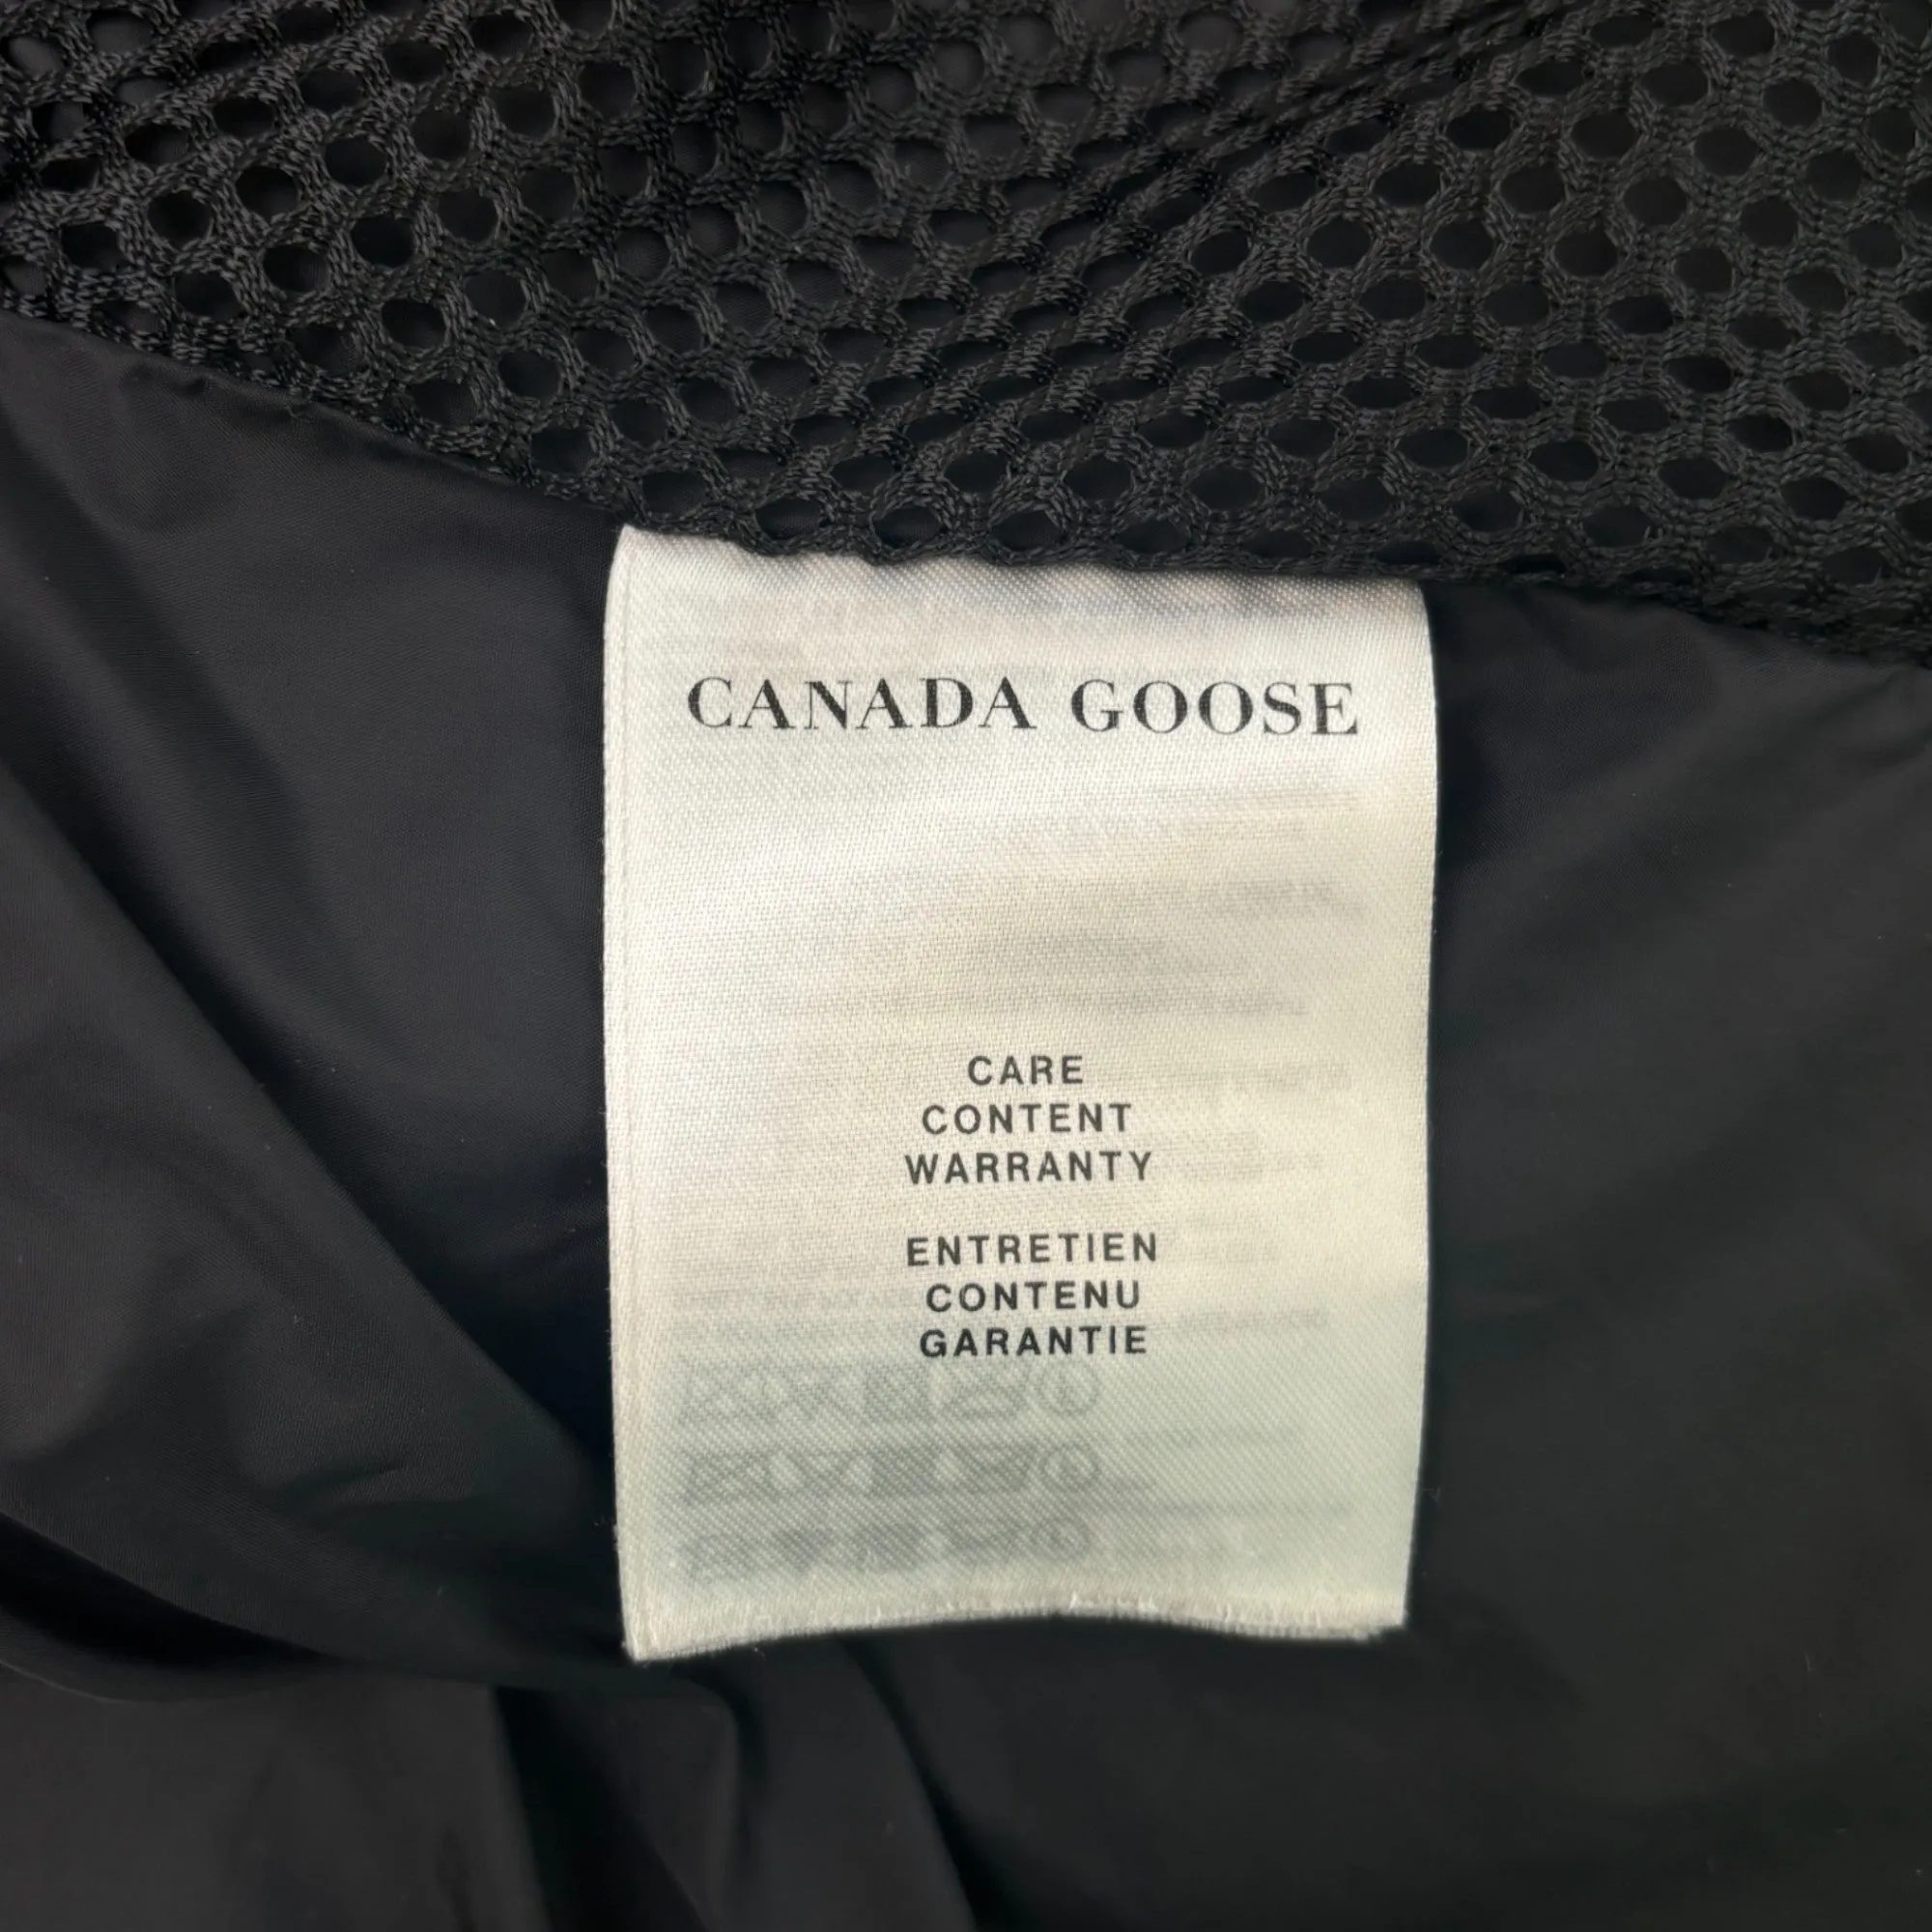 CANADA GOOSE
CARE
CONTENT
WARRANTY
ENTRETIEN
CONTENU
GARANTIE